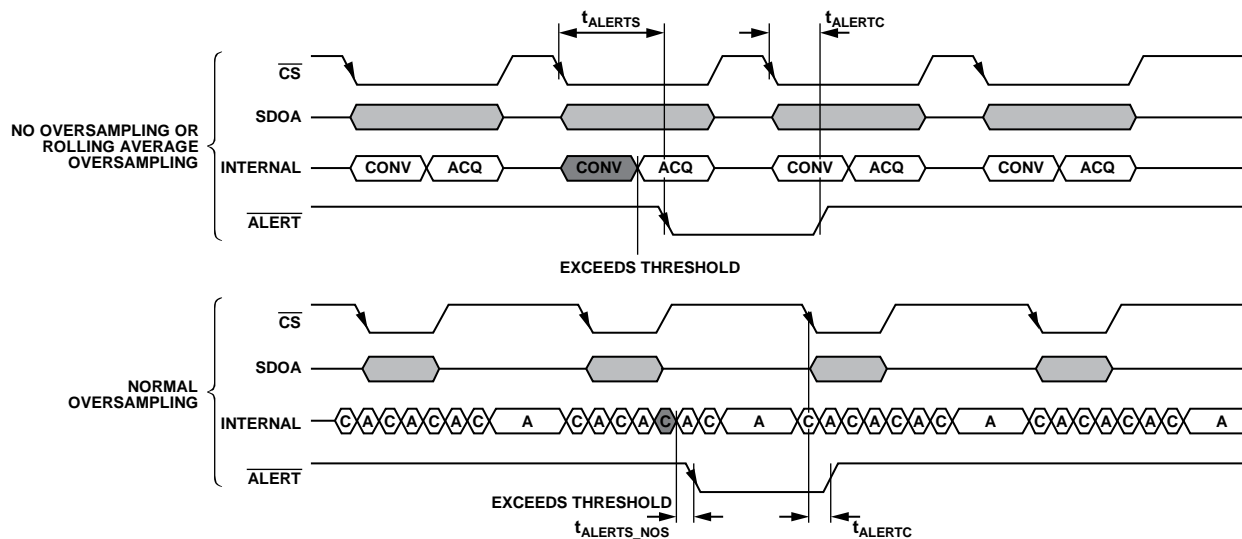 tALERTS
tALERTC
CS
SDOA
NO OVERSAMPLING OR
ROLLING AVERAGE
OVERSAMPLING
INTERNAL
CONV ACQ CONV ACQ CONV ACQ CONV ACQ
ALERT
EXCEEDS THRESHOLD
CS
SDOA
NORMAL
OVERSAMPLING
INTERNAL
C A C A C A C A C A C A C A C A C A C A C A C A C A C A C A
ALERT
EXCEEDS THRESHOLD
tALERTS_NOS
tALERTC